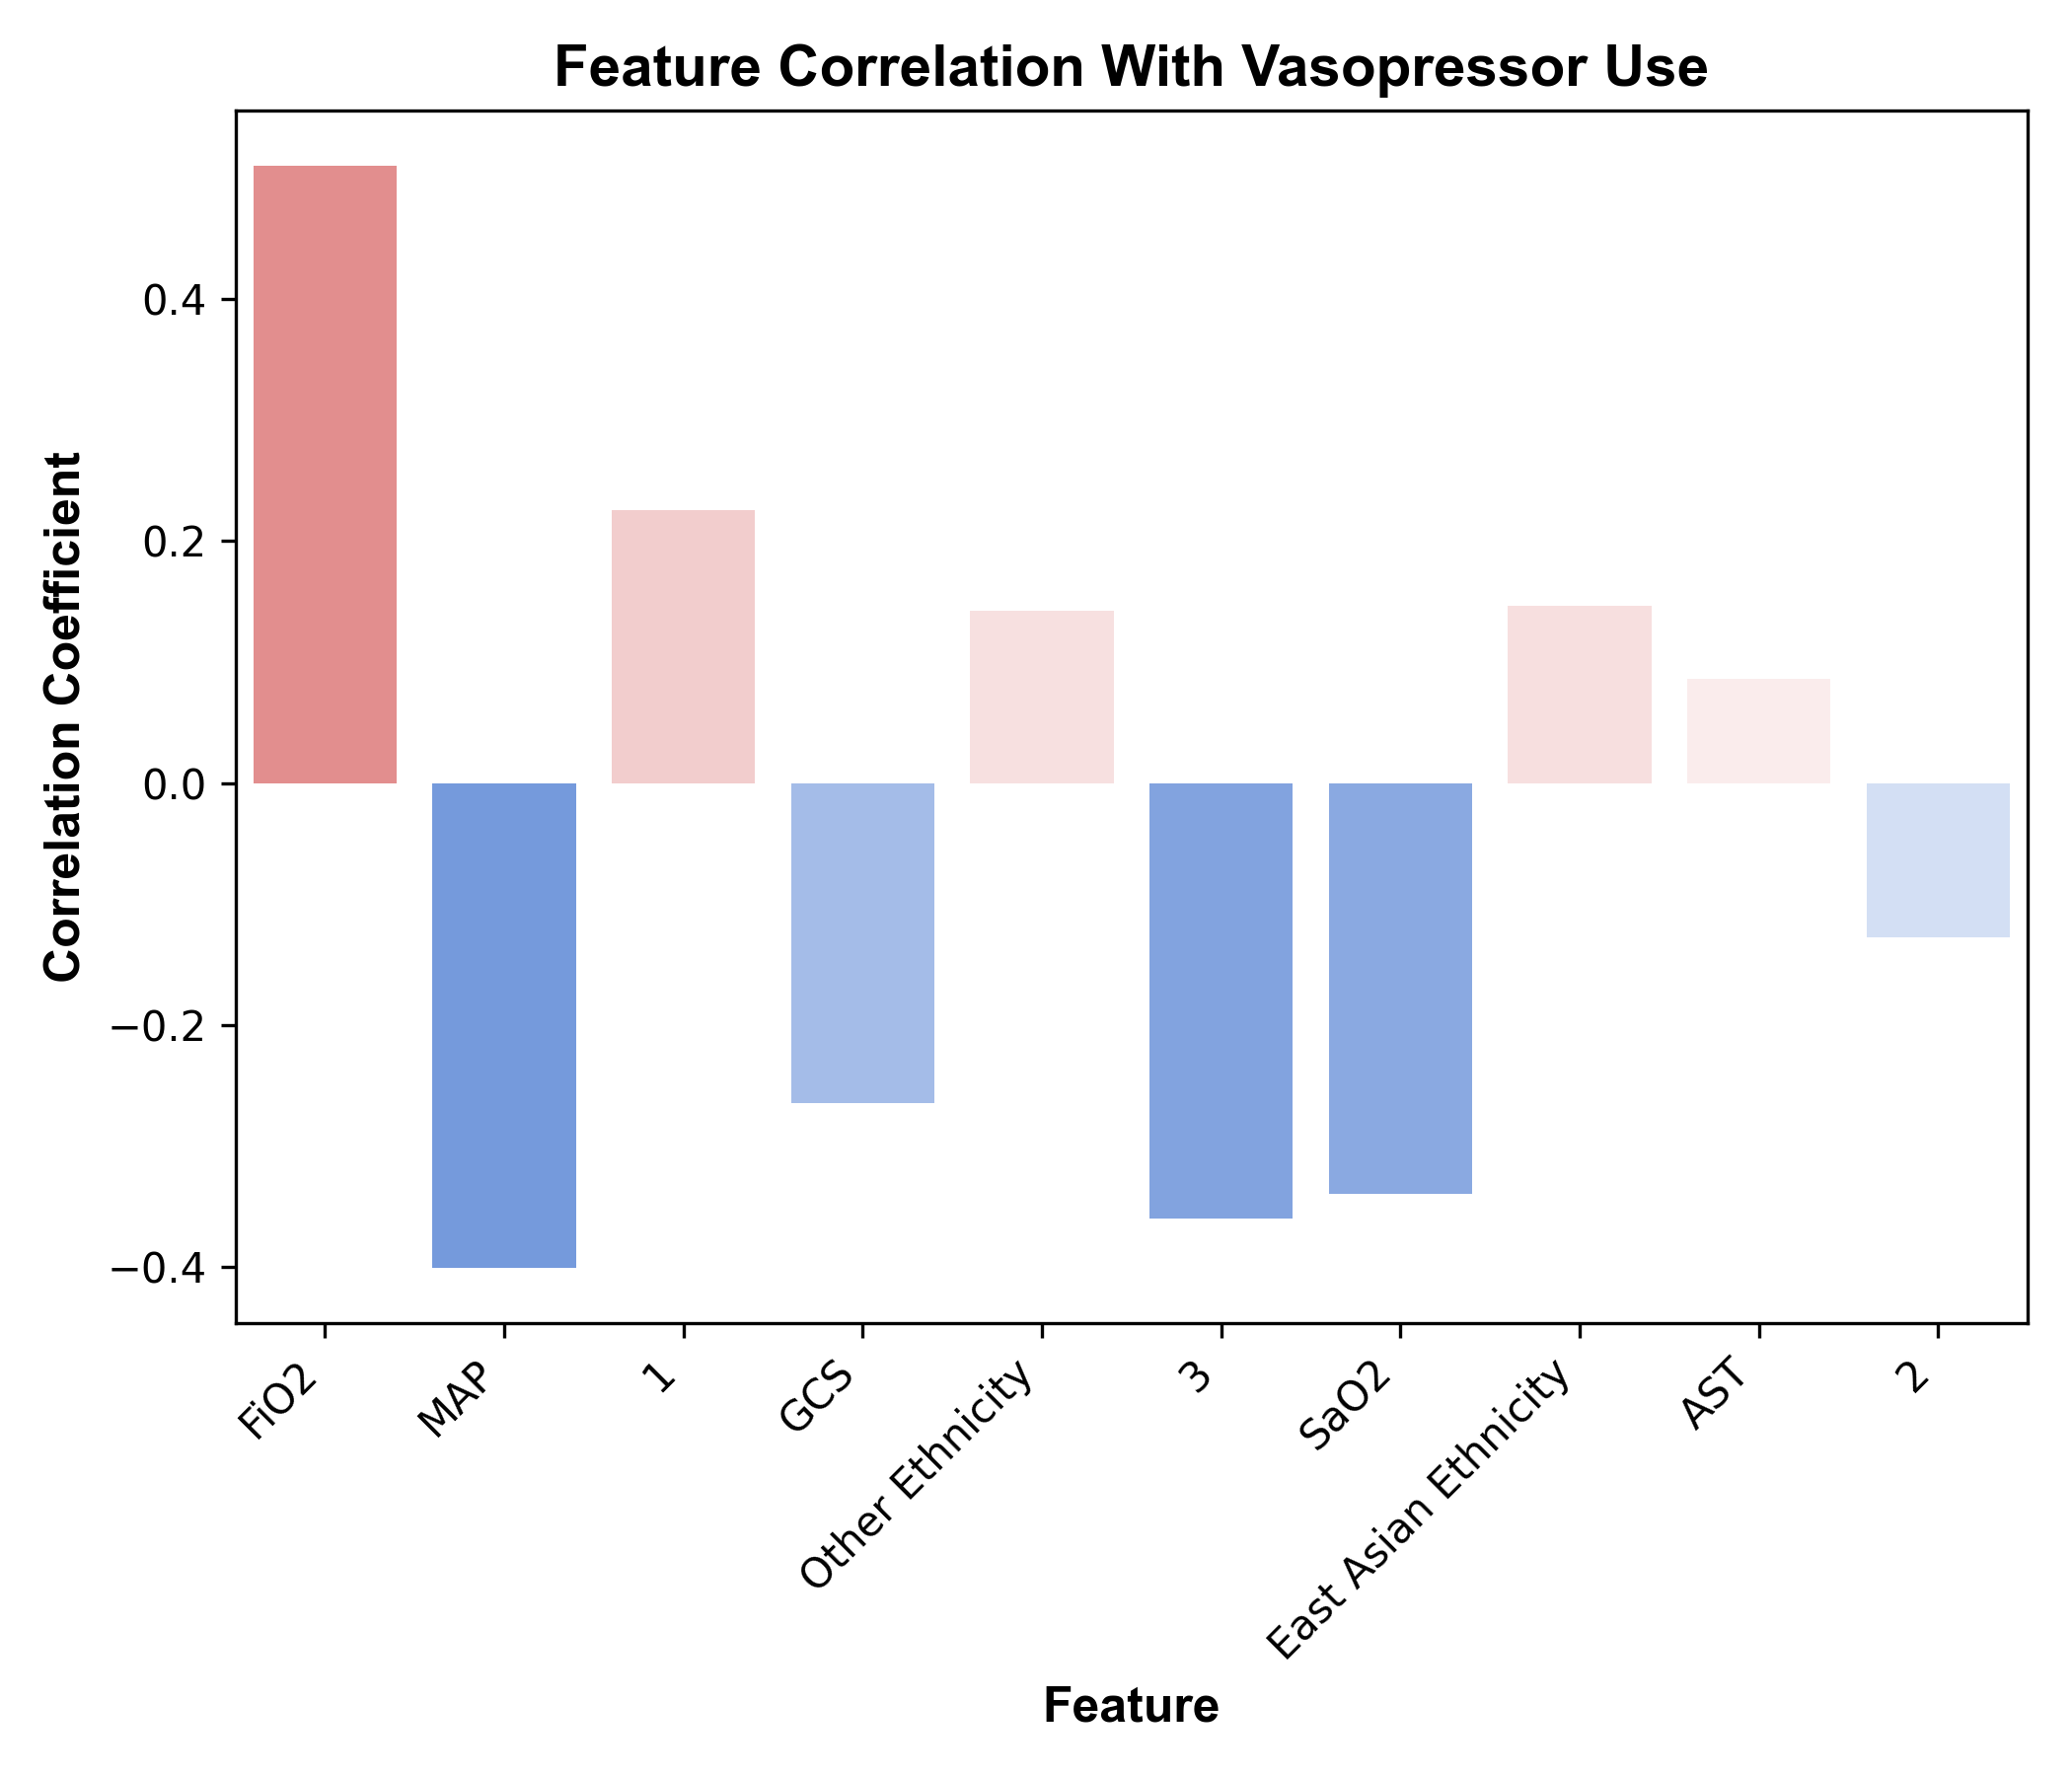 Feature Correlation With Vasopressor Use
Correlation Coefficient
0.4
0.2
0.0
−0.2
−0.4
FiO2
MAP
1
GCS
Other Ethnicity
3
SaO2
East Asian Ethnicity
AST
2
Feature